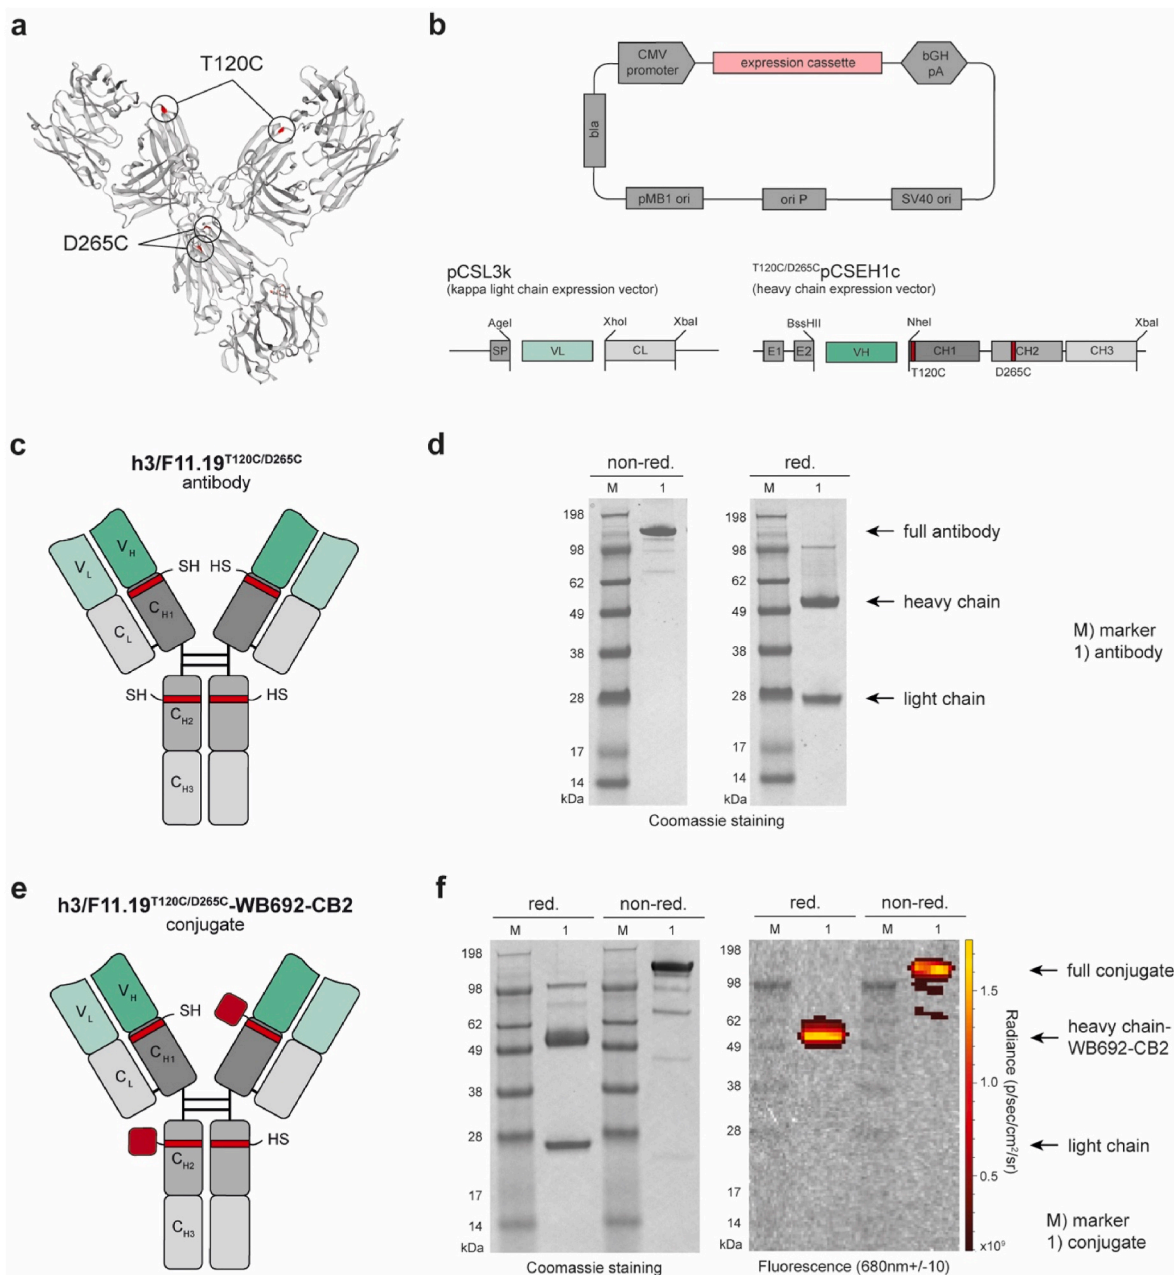 a
T120C
D265C
b
CMV promoter
expression cassette
bGH pA
bla
pMB1 ori
ori P
SV40 ori
pCSL3k
(kappa light chain expression vector)
AgeI
XhoI
XbaI
SP
VL
CL
T120C/D265CpCSEH1c
(heavy chain expression vector)
BssHII
NheI
XbaI
E1
E2
VH
CH1
CH2
CH3
T120C
D265C
c
h3/F11.19T120C/D265C
antibody
VL
VH
SH
HS
CH1
CL
SH
HS
CH2
CH3
d
non-red.
red.
M
1
M
1
198
98
62
49
38
28
17
14
kDa
198
98
62
49
38
28
17
14
kDa
full antibody
heavy chain
light chain
M) marker
1) antibody
Coomassie staining
e
h3/F11.19T120C/D265C-WB692-CB2
conjugate
VL
VH
SH
CH1
CL
HS
CH2
CH3
f
red.
non-red.
M
1
M
1
198
98
62
49
38
28
17
14
kDa
Coomassie staining
red.
non-red.
M
1
M
1
198
98
62
49
38
28
17
14
kDa
Fluorescence (680nm+/-10)
1.5
1.0
0.5
x10⁹
Radiance (p/sec/cm²/sr)
full conjugate
heavy chain-
WB692-CB2
light chain
M) marker
1) conjugate